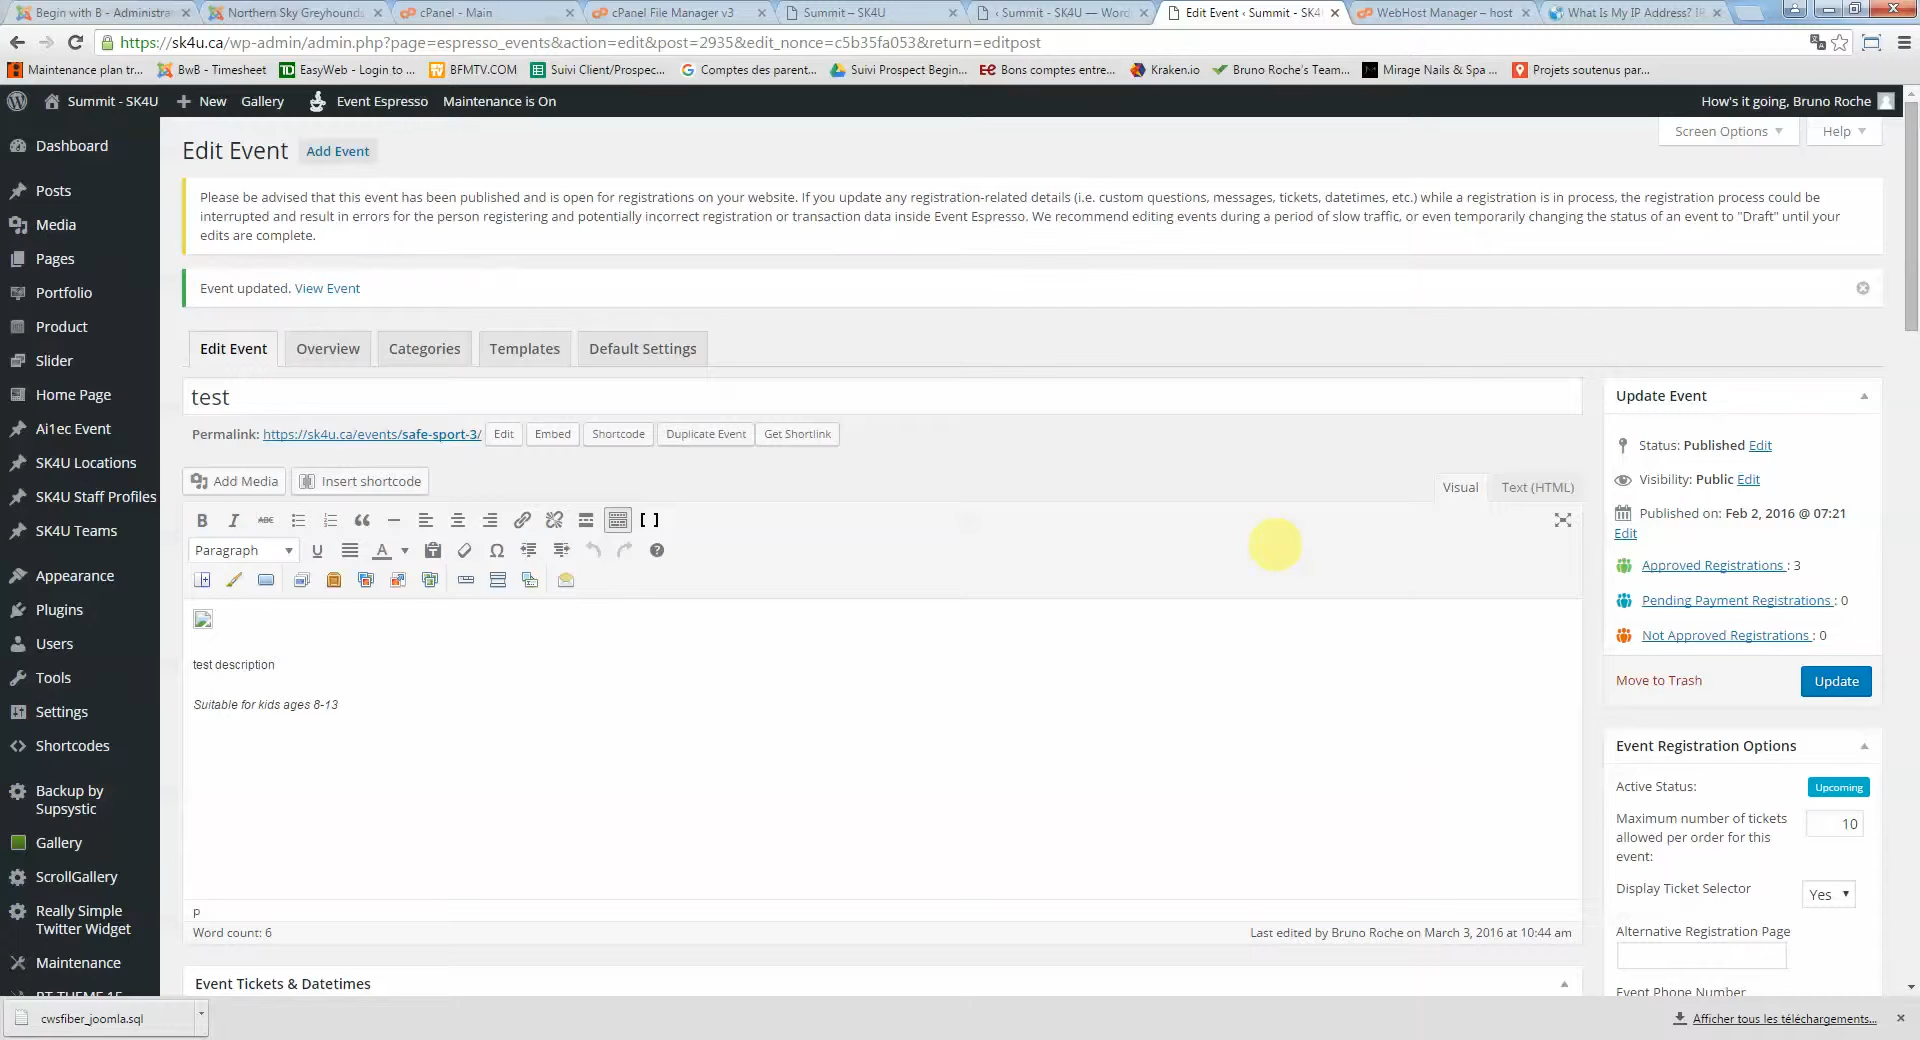 Begin with B - Administra
Northern Sky Greyhounds
cPanel - Main
cPanel File Manager v3
Summit – SK4U
‹ Summit - SK4U — Word
Edit Event ‹ Summit - SK4
WebHost Manager – host
What Is My IP Address? I
https://sk4u.ca/wp-admin/admin.php?page=espresso_events&action=edit&post=2935&edit_nonce=c5b35fa053&return=editpost
Maintenance plan tr...
BwB - Timesheet
EasyWeb - Login to ...
BFMTV.COM
Suivi Client/Prospec...
Comptes des parent...
Suivi Prospect Begin...
Bons comptes entre...
Kraken.io
Bruno Roche's Team...
Mirage Nails & Spa ...
Projets soutenus par...
Summit - SK4U
New
Gallery
Event Espresso
Maintenance is On
How's it going, Bruno Roche
Screen Options
Help
Dashboard
Posts
Media
Pages
Portfolio
Product
Slider
Home Page
Ai1ec Event
SK4U Locations
SK4U Staff Profiles
SK4U Teams
Appearance
Plugins
Users
Tools
Settings
Shortcodes
Backup by
Supsystic
Gallery
ScrollGallery
Really Simple
Twitter Widget
Maintenance
RT-THEME 15
Edit Event
Add Event
Please be advised that this event has been published and is open for registrations on your website. If you update any registration-related details (i.e. custom questions, messages, tickets, datetimes, etc.) while a registration is in process, the registration process could be
interrupted and result in errors for the person registering and potentially incorrect registration or transaction data inside Event Espresso. We recommend editing events during a period of slow traffic, or even temporarily changing the status of an event to "Draft" until your
edits are complete.
Event updated. View Event
Edit Event
Overview
Categories
Templates
Default Settings
test
Permalink: https://sk4u.ca/events/safe-sport-3/
Edit
Embed
Shortcode
Duplicate Event
Get Shortlink
Add Media
Insert shortcode
Visual
Text (HTML)
B I ABC
Paragraph
U
A
test description
Suitable for kids ages 8-13
p
Word count: 6
Last edited by Bruno Roche on March 3, 2016 at 10:44 am
Event Tickets & Datetimes
Update Event
Status: Published Edit
Visibility: Public Edit
Published on: Feb 2, 2016 @ 07:21
Edit
Approved Registrations : 3
Pending Payment Registrations : 0
Not Approved Registrations : 0
Move to Trash
Update
Event Registration Options
Active Status:
Upcoming
Maximum number of tickets
allowed per order for this
event:
10
Display Ticket Selector
Yes
Alternative Registration Page
Event Phone Number
cwsfiber_joomla.sql
Afficher tous les téléchargements...